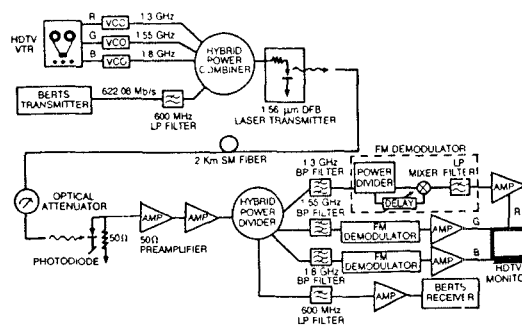 HDTV
VTR
R
VCO
1.3 GHz
G
VCO
1.55 GHz
B
VCO
1.8 GHz
HYBRID
POWER
COMBINER
BERTS
TRANSMITTER
622.08 Mb/s
600 MHz
LP FILTER
1.56 μm DFB
LASER TRANSMITTER
2 Km SM FIBER
OPTICAL
ATTENUATOR
PHOTODIODE
50Ω
AMP
AMP
50Ω
PREAMPLIFIER
HYBRID
POWER
DIVIDER
1.3 GHz
BP FILTER
FM DEMODULATOR
POWER
DIVIDER
DELAY
MIXER
LP
FILTER
AMP
R
1.55 GHz
BP FILTER
FM
DEMODULATOR
AMP
G
FM
DEMODULATOR
AMP
B
1.8 GHz
BP FILTER
HDTV
MONITOR
600 MHz
LP FILTER
AMP
BERTS
RECEIVER